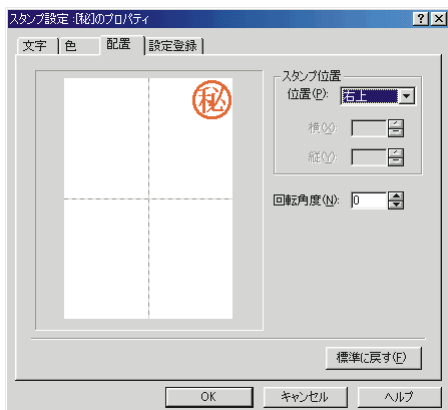 スタンプ設定:[㊙]のプロパティ
文字 色 配置 設定登録
㊙
スタンプ位置
位置(P): 右上
横(X):
縦(Y):
回転角度(N): 0
標準に戻す(F)
OK キャンセル ヘルプ